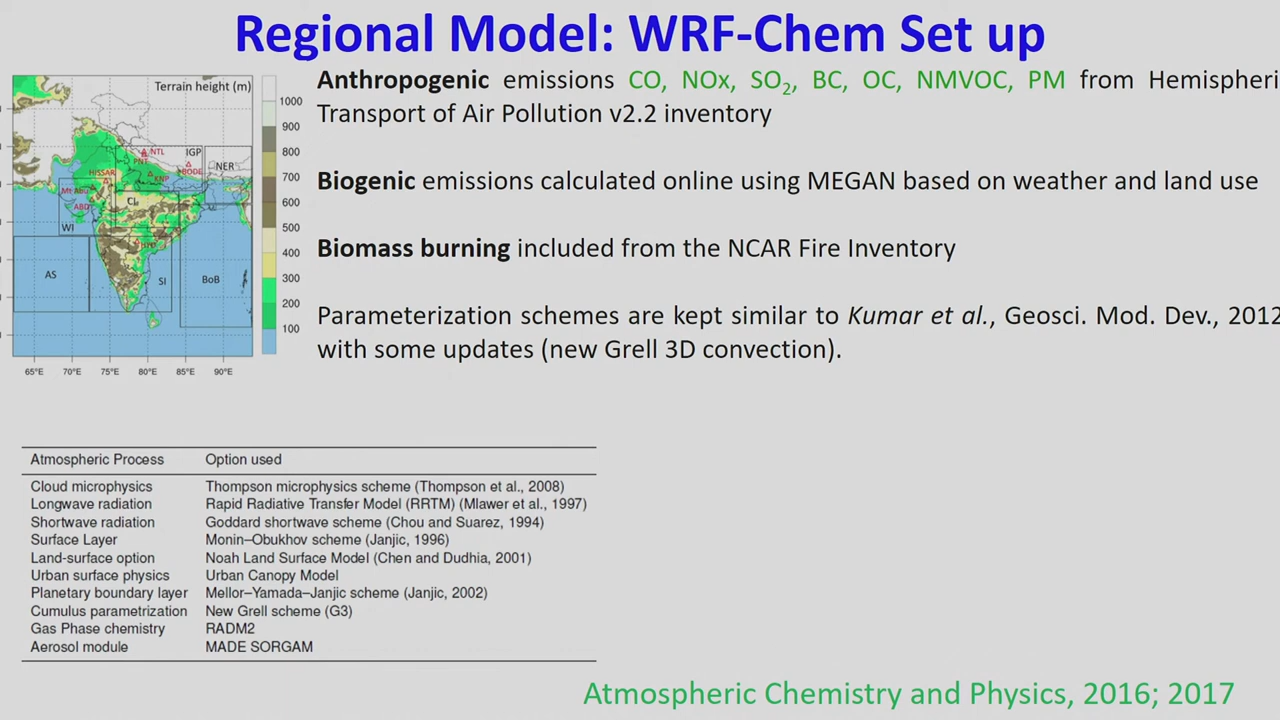 Regional Model: WRF-Chem Set up
Terrain height (m)
1000
900
800
700
600
500
400
300
200
100
NTL
IGP
PNT
BODE
NER
HISSAR
KNP
Mt Abu
CI
ABD
WI
HYD
AS
SI
BoB
65°E 70°E 75°E 80°E 85°E 90°E
Anthropogenic emissions CO, NOx, SO₂, BC, OC, NMVOC, PM from Hemispheri
Transport of Air Pollution v2.2 inventory
Biogenic emissions calculated online using MEGAN based on weather and land use
Biomass burning included from the NCAR Fire Inventory
Parameterization schemes are kept similar to Kumar et al., Geosci. Mod. Dev., 2012
with some updates (new Grell 3D convection).
Atmospheric Process Option used
Cloud microphysics Thompson microphysics scheme (Thompson et al., 2008)
Longwave radiation Rapid Radiative Transfer Model (RRTM) (Mlawer et al., 1997)
Shortwave radiation Goddard shortwave scheme (Chou and Suarez, 1994)
Surface Layer Monin–Obukhov scheme (Janjic, 1996)
Land-surface option Noah Land Surface Model (Chen and Dudhia, 2001)
Urban surface physics Urban Canopy Model
Planetary boundary layer Mellor–Yamada–Janjic scheme (Janjic, 2002)
Cumulus parametrization New Grell scheme (G3)
Gas Phase chemistry RADM2
Aerosol module MADE SORGAM
Atmospheric Chemistry and Physics, 2016; 2017